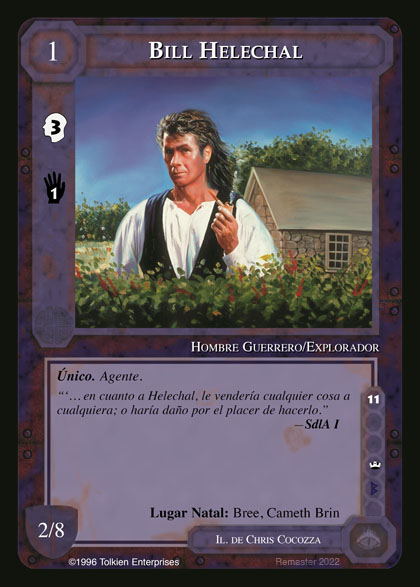 1
BILL HELECHAL
3
1
HOMBRE GUERRERO/EXPLORADOR
Único. Agente.
“‘… en cuanto a Helechal, le vendería cualquier cosa a
cualquiera; o haría daño por el placer de hacerlo.”
—SdlA I
11
Lugar Natal: Bree, Cameth Brin
2/8
IL. DE CHRIS COCOZZA
©1996 Tolkien Enterprises
Remaster 2022